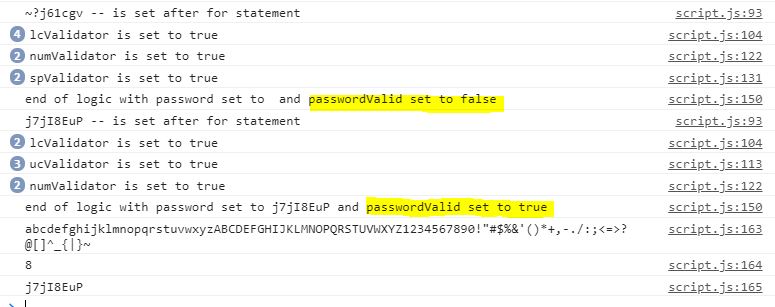 ~?j61cgv -- is set after for statement script.js:93
4 lcValidator is set to true script.js:104
2 numValidator is set to true script.js:122
2 spValidator is set to true script.js:131
end of logic with password set to  and passwordValid set to false script.js:150
j7jI8EuP -- is set after for statement script.js:93
2 lcValidator is set to true script.js:104
3 ucValidator is set to true script.js:113
2 numValidator is set to true script.js:122
end of logic with password set to j7jI8EuP and passwordValid set to true script.js:150
abcdefghijklmnopqrstuvwxyzABCDEFGHIJKLMNOPQRSTUVWXYZ1234567890!"#$%&'()*+,-./:;<=>? script.js:163
@[]^_{|}~
8 script.js:164
j7jI8EuP script.js:165
>